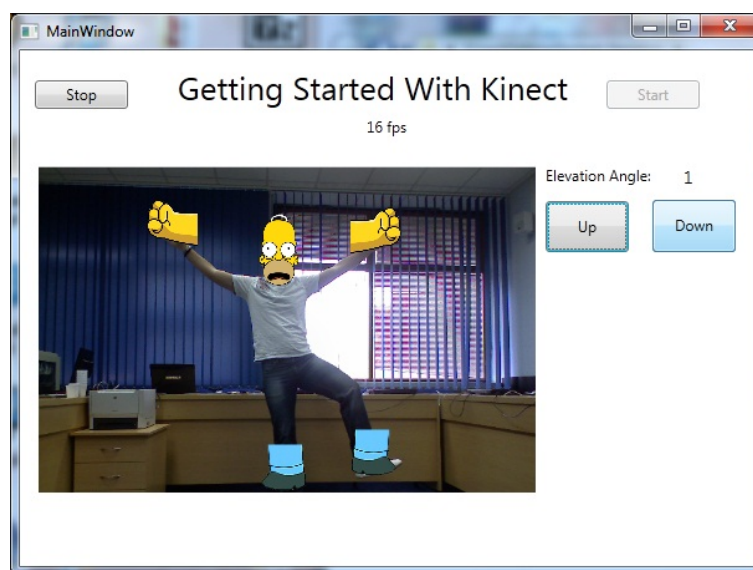 MainWindow
Stop
Getting Started With Kinect
Start
16 fps
Elevation Angle: 1
Up
Down